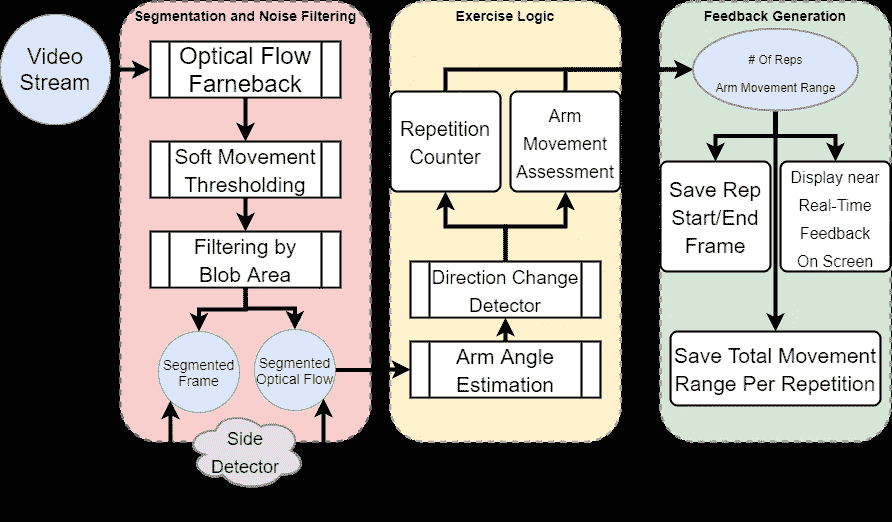 Segmentation and Noise Filtering
Exercise Logic
Feedback Generation
Video
Stream
Optical Flow
Farneback
Soft Movement
Thresholding
Filtering by
Blob Area
Segmented
Frame
Segmented
Optical Flow
Side
Detector
Repetition
Counter
Arm
Movement
Assessment
Direction Change
Detector
Arm Angle
Estimation
# Of Reps
Arm Movement Range
Save Rep
Start/End
Frame
Display near
Real-Time
Feedback
On Screen
Save Total Movement
Range Per Repetition